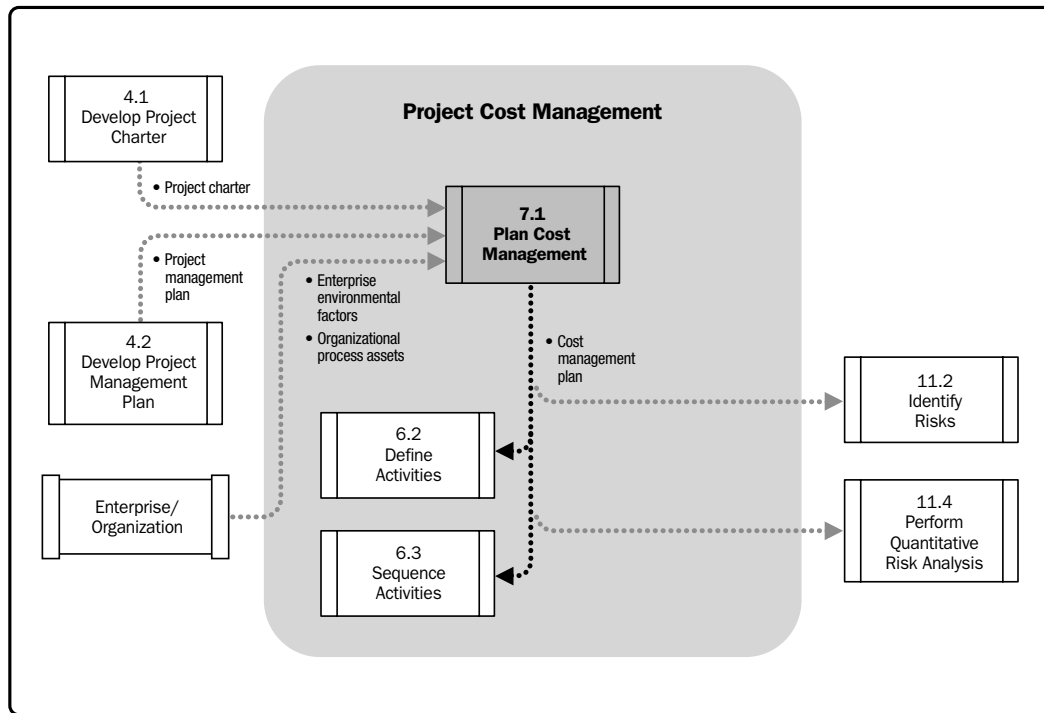 Project Cost Management
4.1
Develop Project
Charter
• Project charter
7.1
Plan Cost
Management
• Project
management
plan
• Enterprise
environmental
factors
• Organizational
process assets
4.2
Develop Project
Management
Plan
• Cost
management
plan
11.2
Identify
Risks
6.2
Define
Activities
Enterprise/
Organization
11.4
Perform
Quantitative
Risk Analysis
6.3
Sequence
Activities